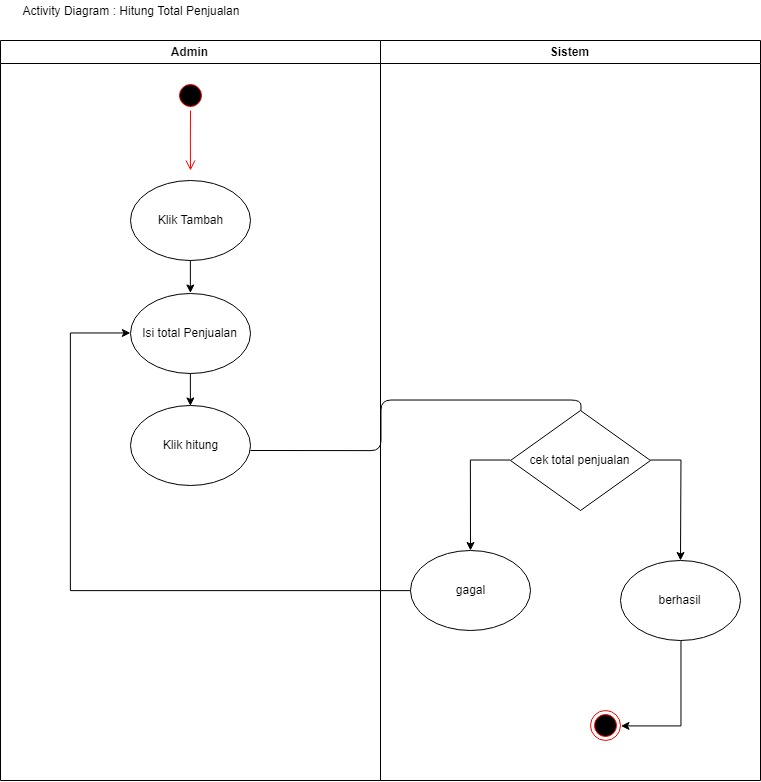 Activity Diagram : Hitung Total Penjualan
Admin
Sistem
Klik Tambah
Isi total Penjualan
Klik hitung
cek total penjualan
gagal
berhasil